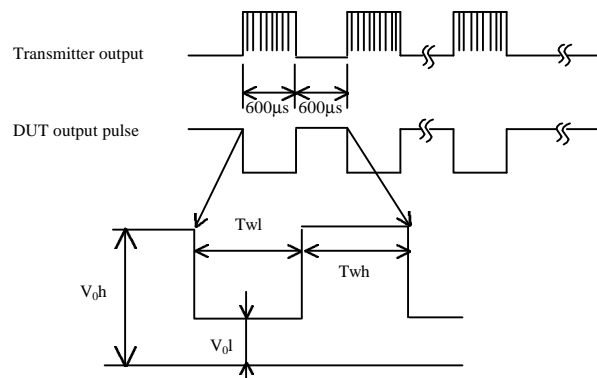 Transmitter output
600μs 600μs
DUT output pulse
Twl
Twh
V₀h
V₀l